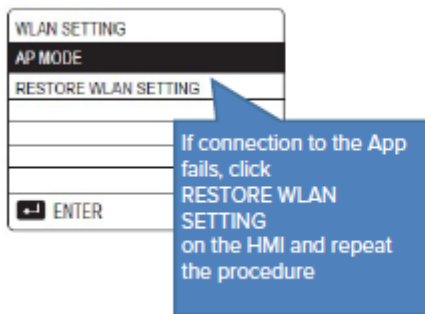 WLAN SETTING
AP MODE
RESTORE WLAN SETTING
If connection to the App
fails, click
RESTORE WLAN
SETTING
on the HMI and repeat
the procedure
ENTER